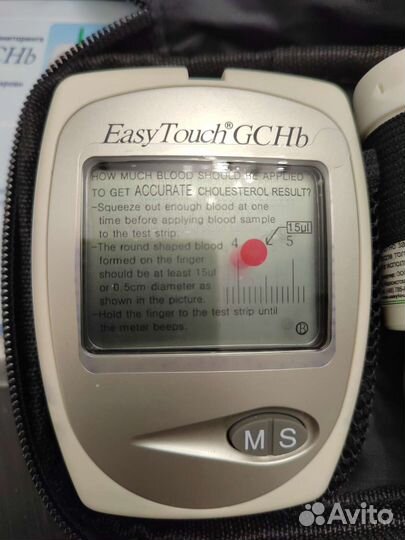 EasyTouch® GCHb
HOW MUCH BLOOD SHOULD BE APPLIED
TO GET ACCURATE CHOLESTEROL RESULT?
-Squeeze out enough blood at one
time before applying blood sample
to the test strip.
-The round shaped blood
formed on the finger
should be at least 15ul
or 0.5cm diameter as
shown in the picture.
-Hold the finger to the test strip until
the meter beeps.
15µl
4 5
M S
CHb
Avito